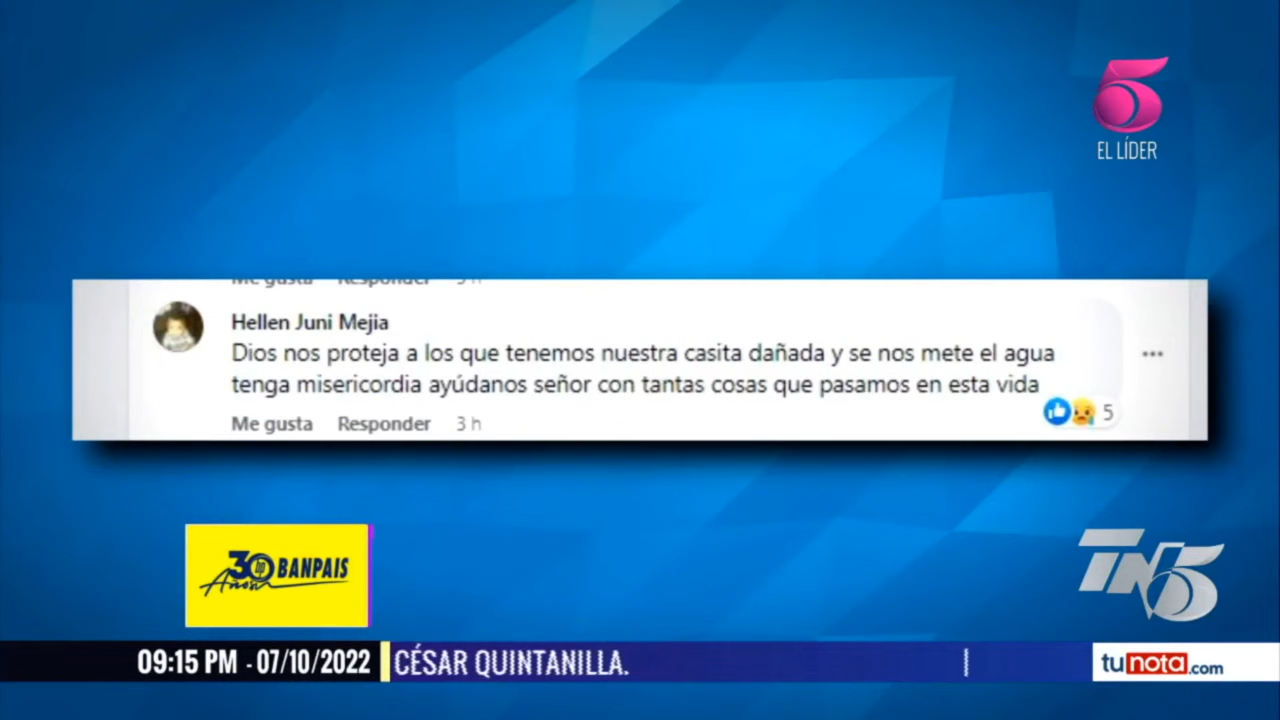 5
EL LÍDER
Me gusta Responder 3 h
Hellen Juni Mejia
Dios nos proteja a los que tenemos nuestra casita dañada y se nos mete el agua
tenga misericordia ayúdanos señor con tantas cosas que pasamos en esta vida
5
Me gusta Responder 3 h
30 bp BANPAIS
Años
TN5
09:15 PM - 07/10/2022 CÉSAR QUINTANILLA.
tunota.com